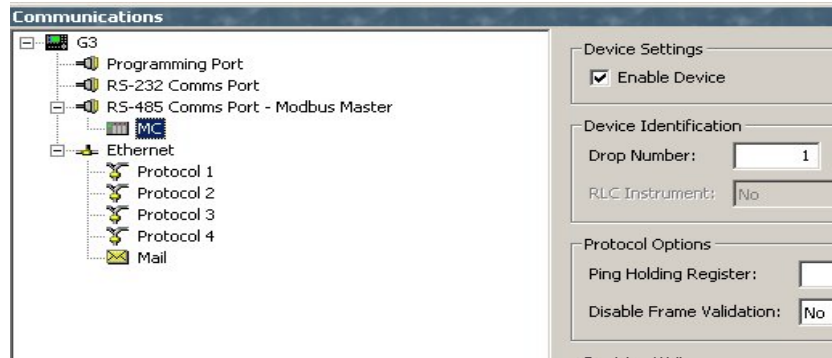 Communications
G3
Programming Port
RS-232 Comms Port
RS-485 Comms Port - Modbus Master
MC
Ethernet
Protocol 1
Protocol 2
Protocol 3
Protocol 4
Mail
Device Settings
Enable Device
Device Identification
Drop Number: 1
RLC Instrument: No
Protocol Options
Ping Holding Register:
Disable Frame Validation: No